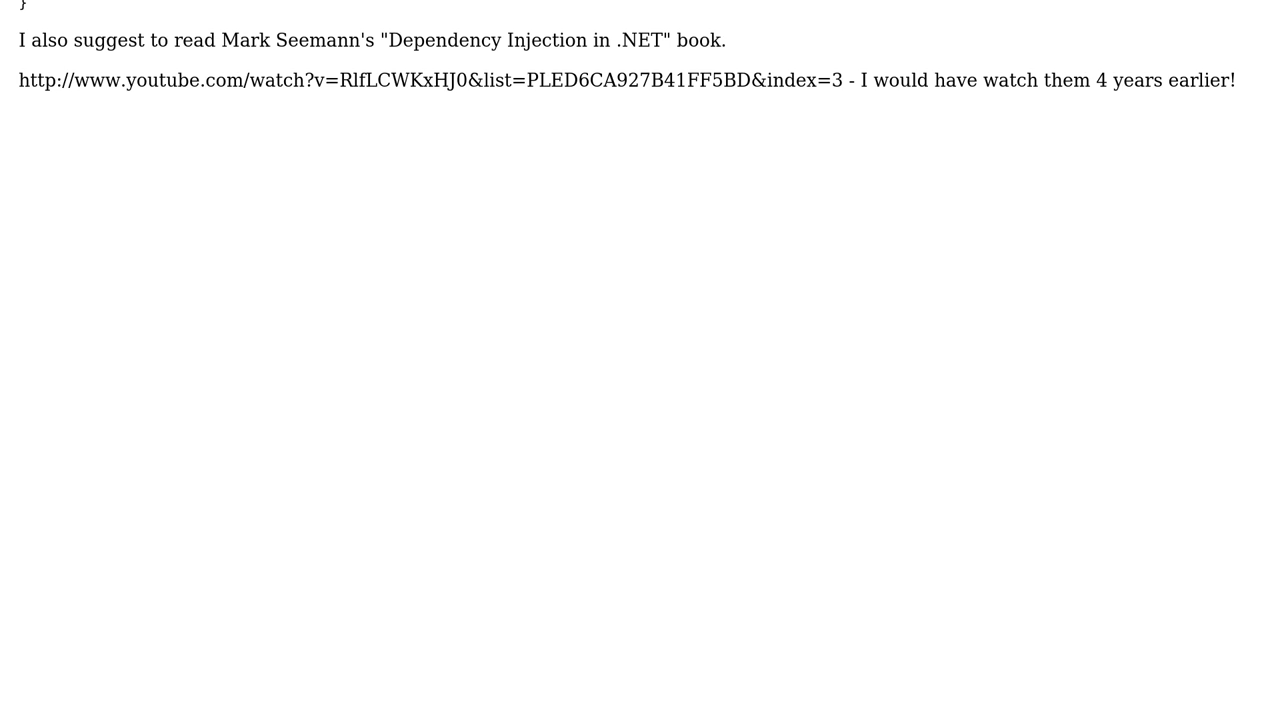 }
I also suggest to read Mark Seemann's "Dependency Injection in .NET" book.
http://www.youtube.com/watch?v=RlfLCWKxHJ0&list=PLED6CA927B41FF5BD&index=3 - I would have watch them 4 years earlier!